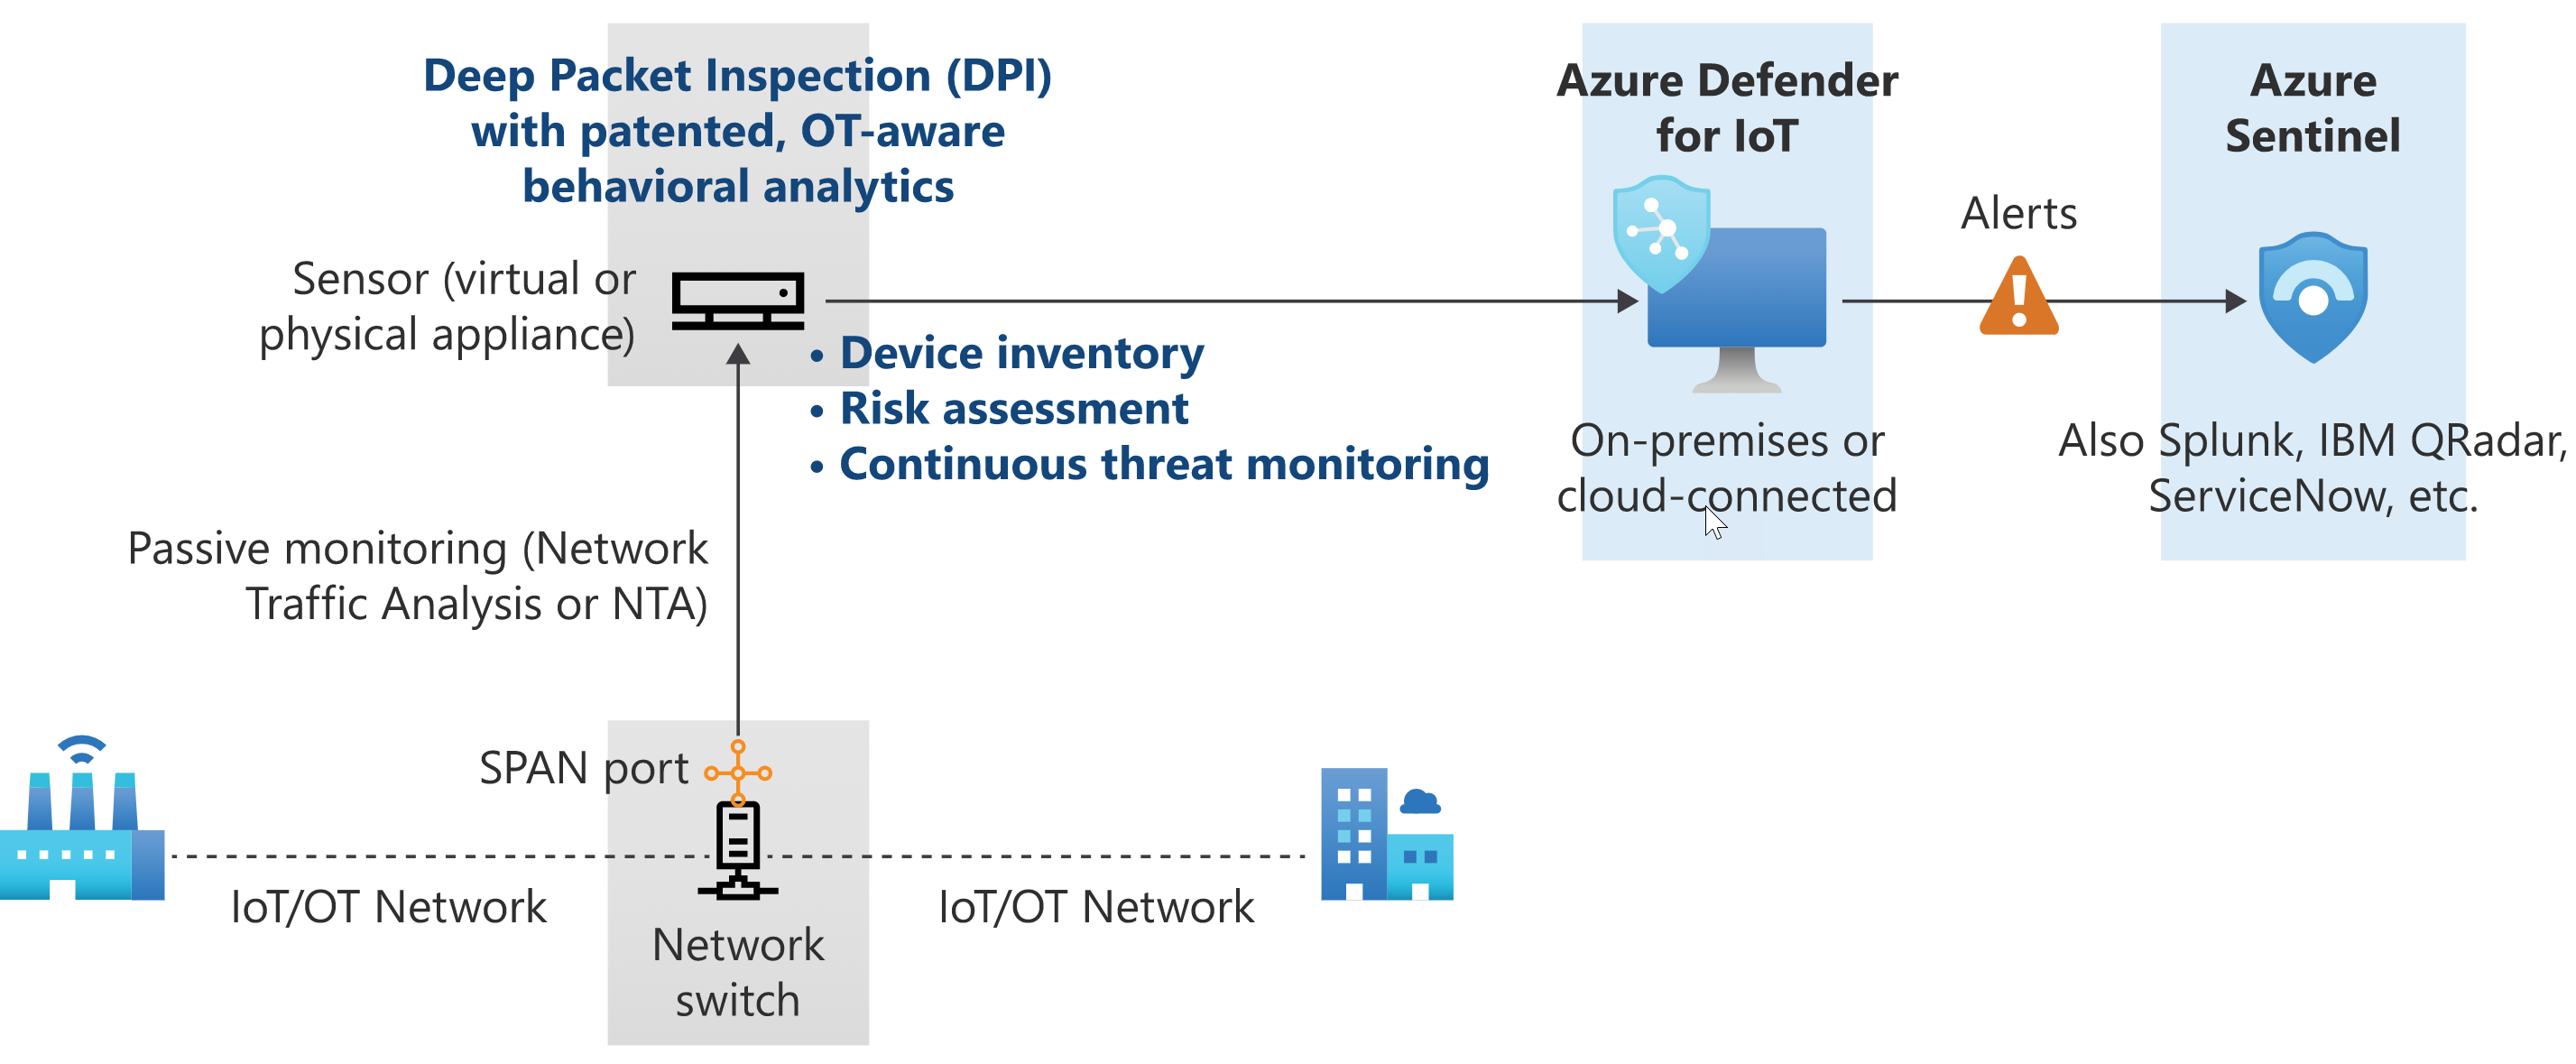 Deep Packet Inspection (DPI)
with patented, OT-aware
behavioral analytics
Sensor (virtual or
physical appliance)
• Device inventory
• Risk assessment
• Continuous threat monitoring
Azure Defender
for IoT
On-premises or
cloud-connected
Alerts
Azure
Sentinel
Also Splunk, IBM QRadar,
ServiceNow, etc.
Passive monitoring (Network
Traffic Analysis or NTA)
SPAN port
IoT/OT Network
Network
switch
IoT/OT Network